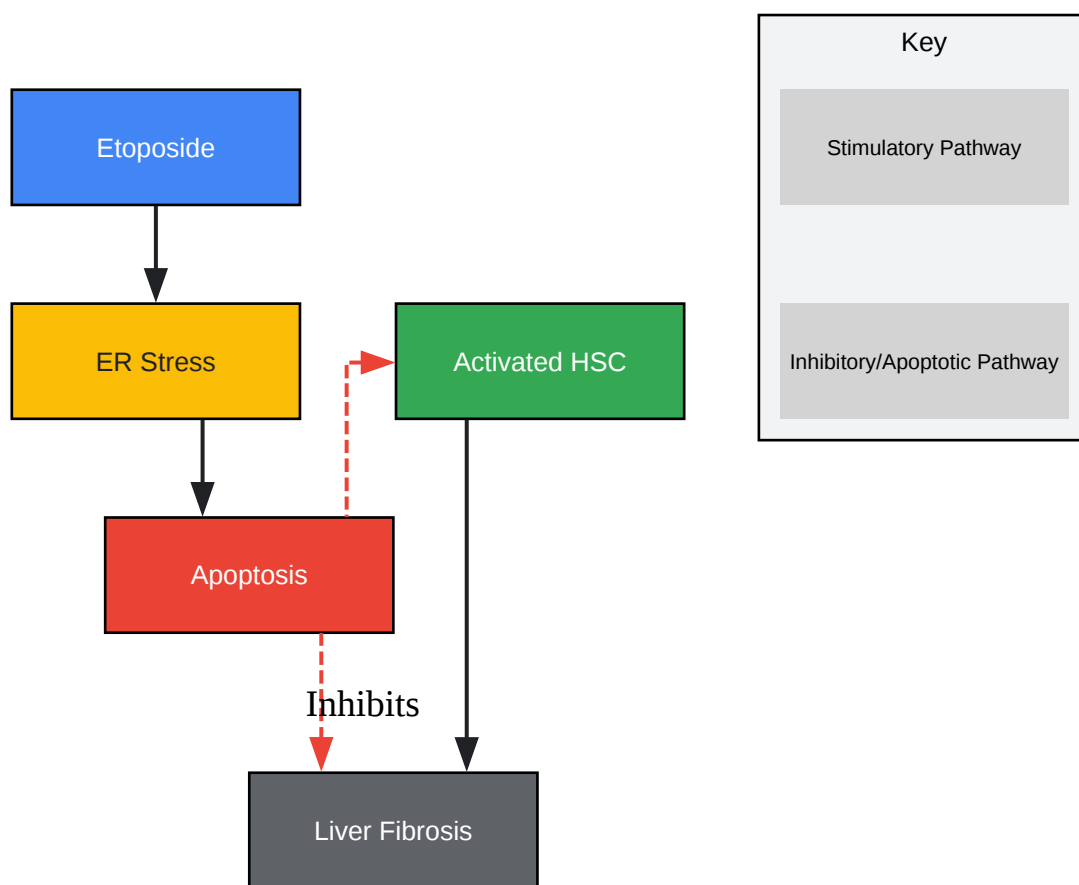 Key
Etoposide
Stimulatory Pathway
ER Stress
Activated HSC
Inhibitory/Apoptotic Pathway
Apoptosis
Inhibits
Liver Fibrosis